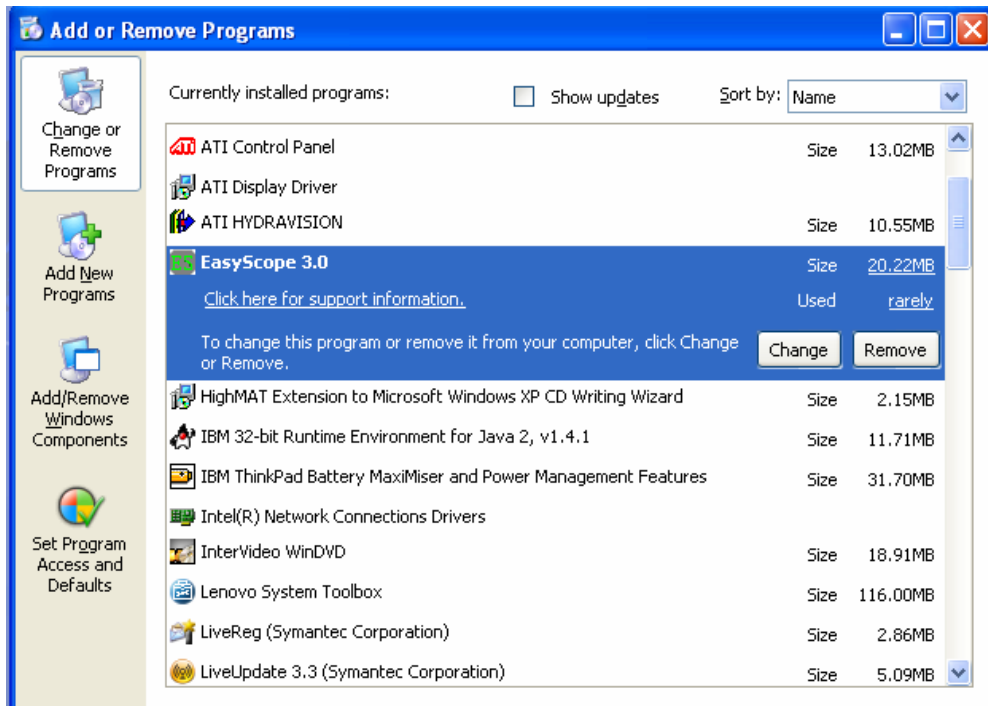 Add or Remove Programs
Change or
Remove
Programs
Add New
Programs
Add/Remove
Windows
Components
Set Program
Access and
Defaults
Currently installed programs: Show updates Sort by: Name
ATI ATI Control Panel Size 13.02MB
ATI Display Driver
ATI HYDRAVISION Size 10.55MB
ES EasyScope 3.0 Size 20.22MB
Click here for support information. Used rarely
To change this program or remove it from your computer, click Change
or Remove. Change Remove
HighMAT Extension to Microsoft Windows XP CD Writing Wizard Size 2.15MB
IBM 32-bit Runtime Environment for Java 2, v1.4.1 Size 11.71MB
IBM ThinkPad Battery MaxiMiser and Power Management Features Size 31.70MB
Intel(R) Network Connections Drivers
InterVideo WinDVD Size 18.91MB
Lenovo System Toolbox Size 116.00MB
LiveReg (Symantec Corporation) Size 2.86MB
LiveUpdate 3.3 (Symantec Corporation) Size 5.09MB